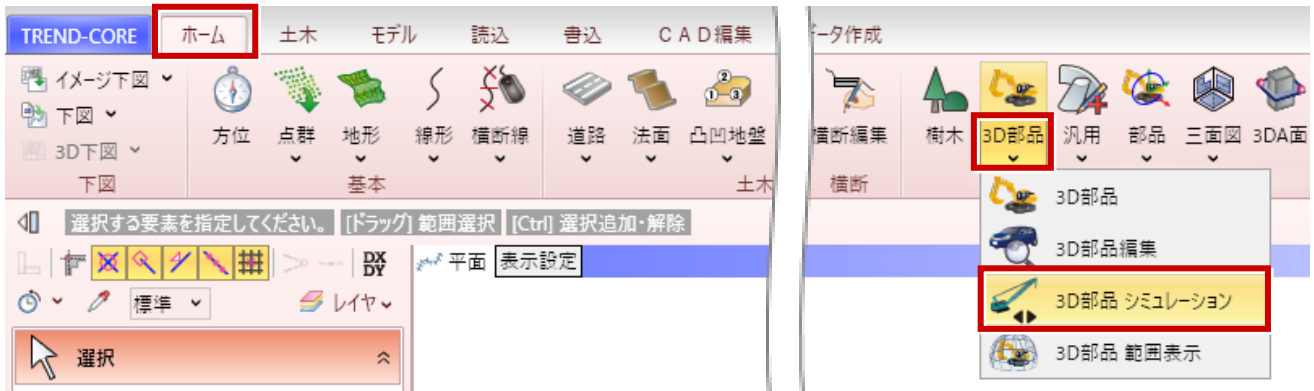 TREND-CORE ホーム 土木 モデル 読込 書込 CAD編集
イメージ下図
下図
3D下図
方位 点群 地形 線形 横断線 道路 法面 凸凹地盤
下図 基本 土木
選択する要素を指定してください。 [ドラッグ] 範囲選択 [Ctrl] 選択追加・解除
DX
DY
平面 表示設定
標準 レイヤ
選択
データ作成
横断編集 樹木 3D部品 汎用 部品 三面図 3DA面
横断
3D部品
3D部品編集
3D部品 シミュレーション
3D部品 範囲表示